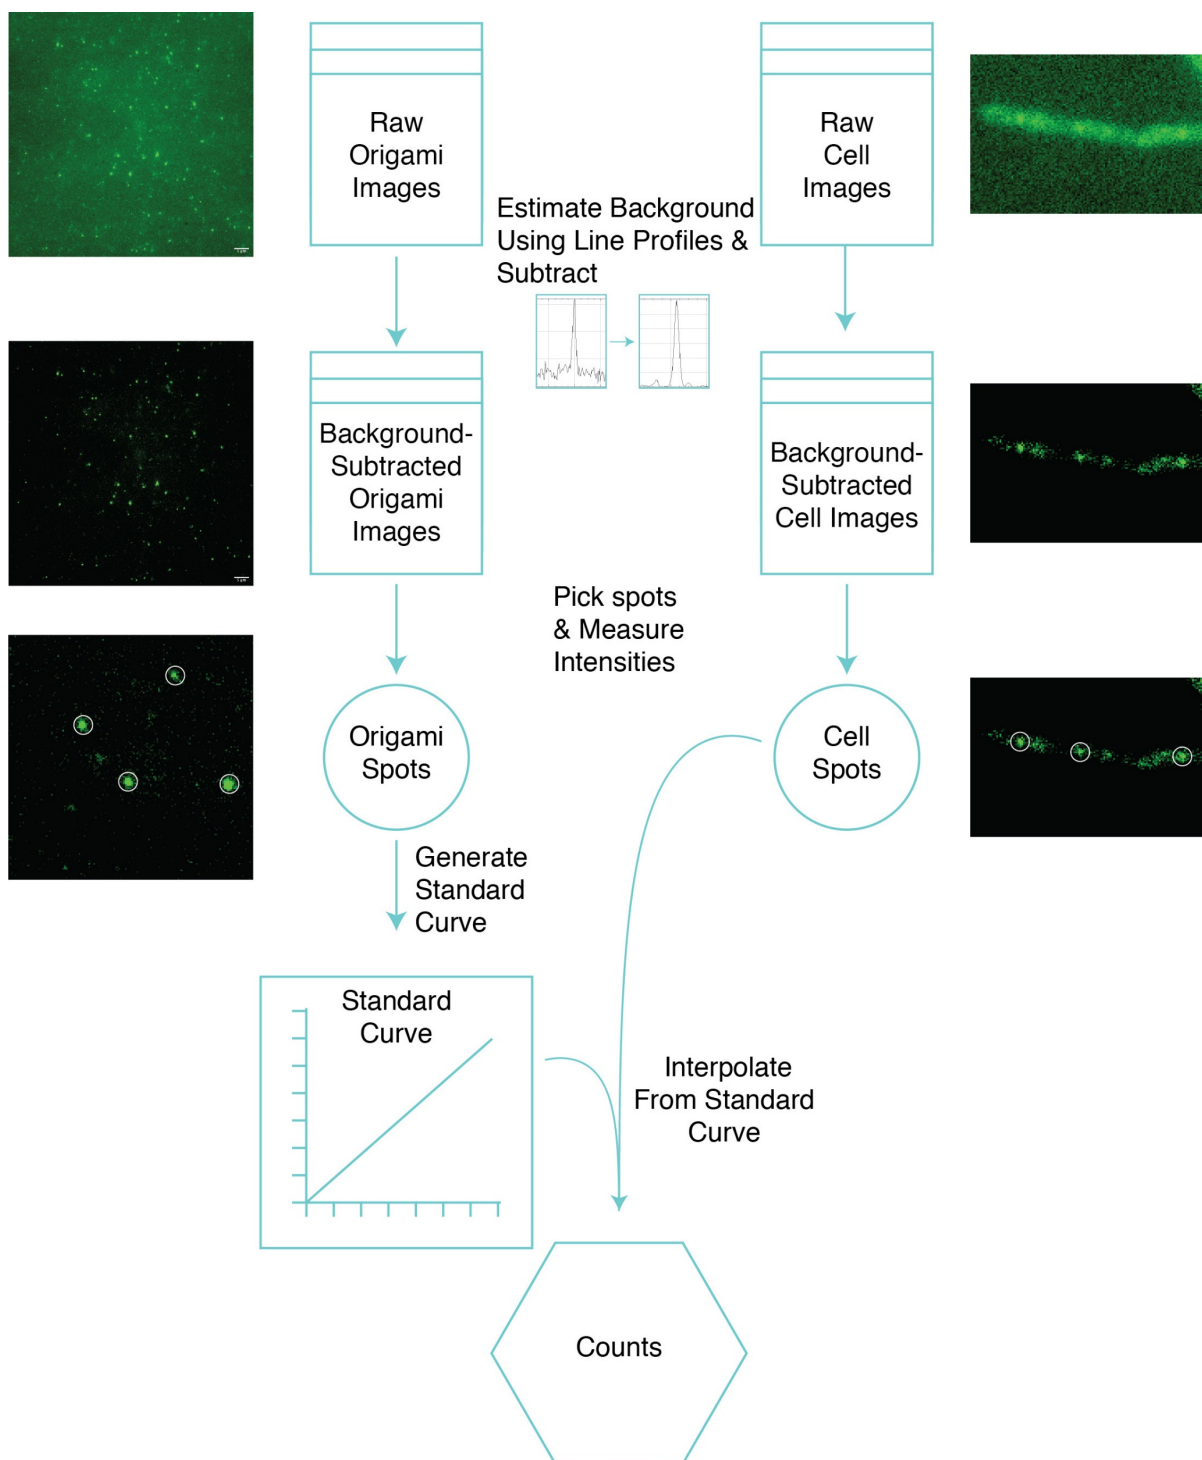 Raw
Origami
Images
Raw
Cell
Images
Estimate Background
Using Line Profiles &
Subtract
Background-
Subtracted
Origami
Images
Background-
Subtracted
Cell Images
Pick spots
& Measure
Intensities
Origami
Spots
Cell
Spots
Generate
Standard
Curve
Standard
Curve
Interpolate
From Standard
Curve
Counts